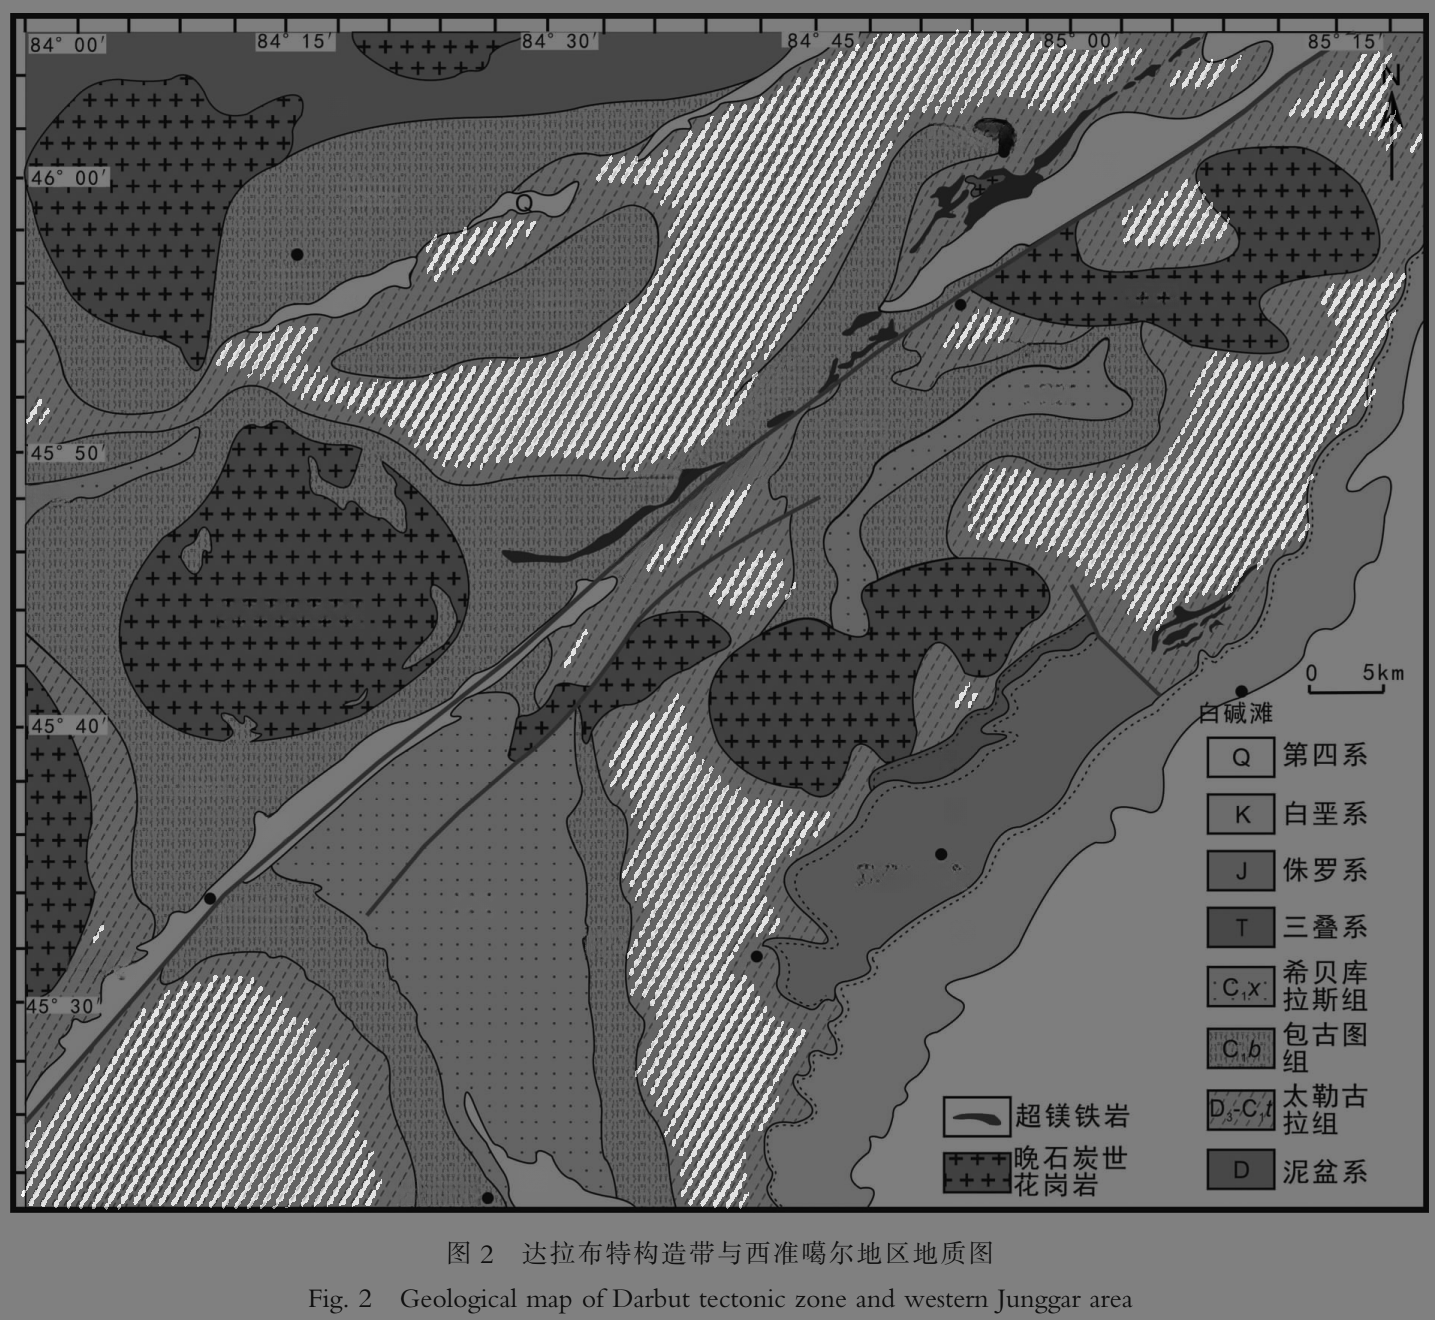 84° 00′
84° 15′
84° 30′
84° 45
85° 00
85° 15′
N
46° 00′
Q
45° 50′
45° 40′
45° 30′
0 5km
白碱滩
Q 第四系
K 白垩系
J 侏罗系
T 三叠系
C₁x 希贝库
拉斯组
C₁b 包古图
组
D₃-C₁t 太勒古
拉组
D 泥盆系
超镁铁岩
晚石炭世
花岗岩
图 2 达拉布特构造带与西准噶尔地区地质图
Fig. 2 Geological map of Darbut tectonic zone and western Junggar area